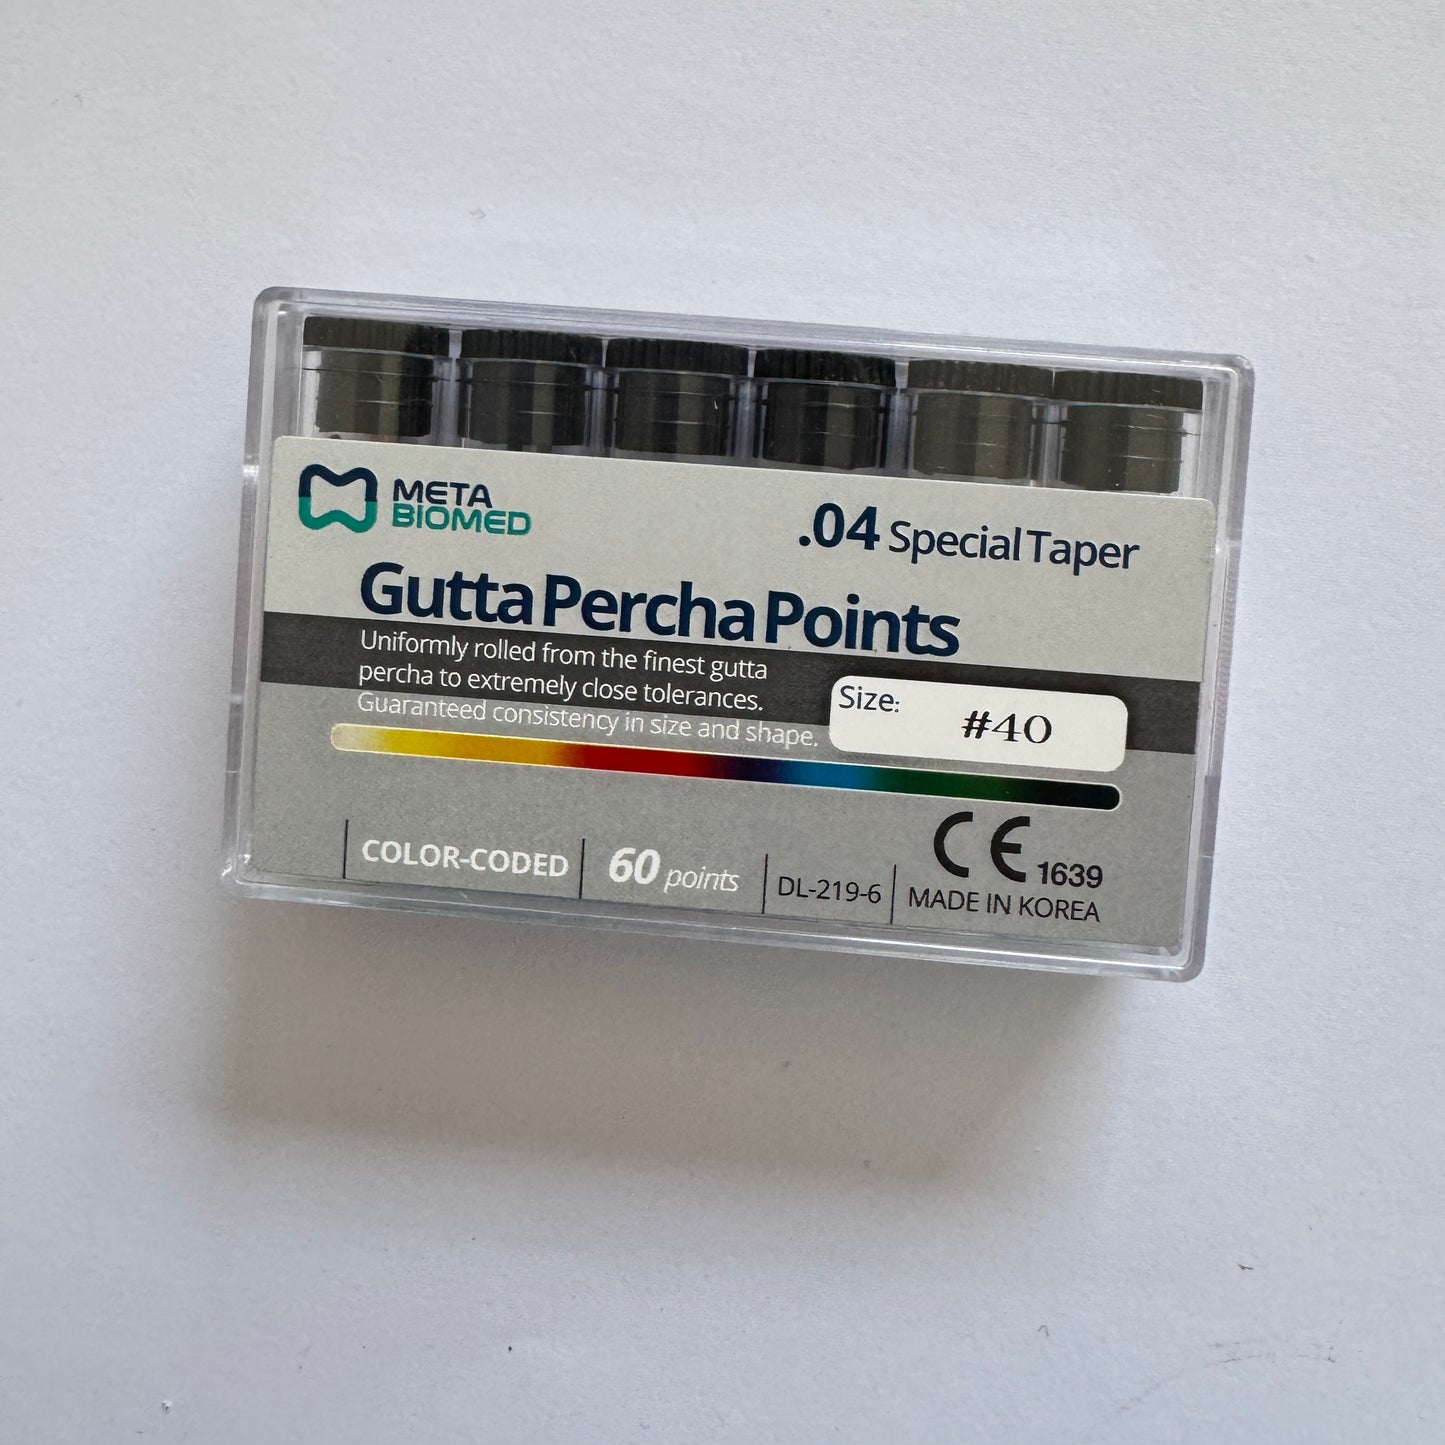 META
BIOMED
.04 Special Taper
Gutta Percha Points
Uniformly rolled from the finest gutta
percha to extremely close tolerances.
Guaranteed consistency in size and shape.
Size: #40
COLOR-CODED
60 points
DL-219-6
CE 1639
MADE IN KOREA